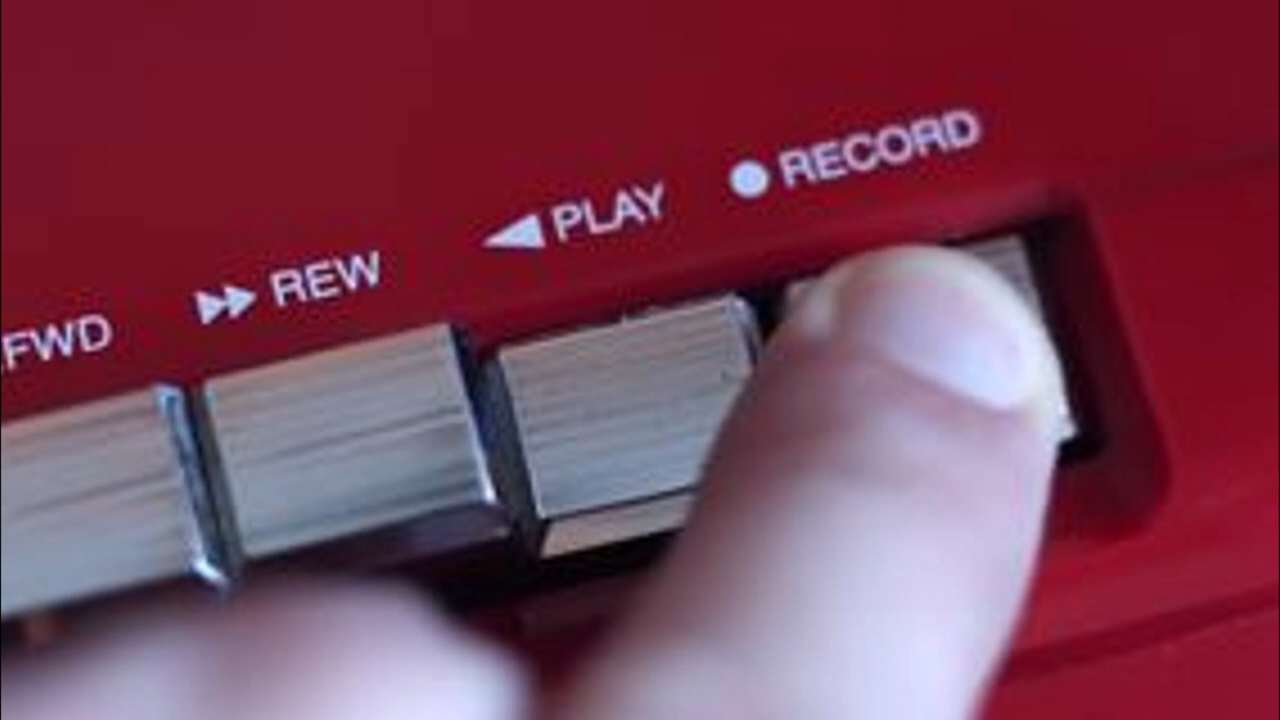 FWD ▶▶ REW ◀ PLAY ● RECORD